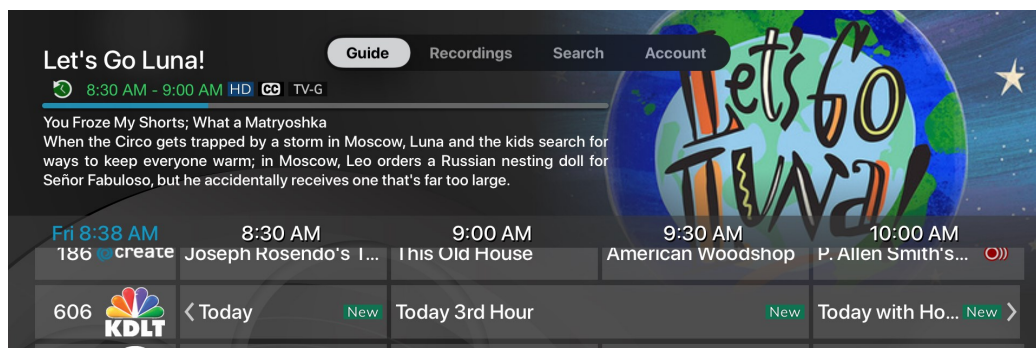 Let's Go Luna!
Guide Recordings Search Account
8:30 AM - 9:00 AM HD CC TV-G
You Froze My Shorts; What a Matryoshka
When the Circo gets trapped by a storm in Moscow, Luna and the kids search for
ways to keep everyone warm; in Moscow, Leo orders a Russian nesting doll for
Señor Fabuloso, but he accidentally receives one that's far too large.
Let's
Go
Luna!
Fri 8:38 AM 8:30 AM 9:00 AM 9:30 AM 10:00 AM
186 create Joseph Rosendo's T... This Old House American Woodshop P. Allen Smith's...
606 KDLT Today New Today 3rd Hour New Today with Ho... New